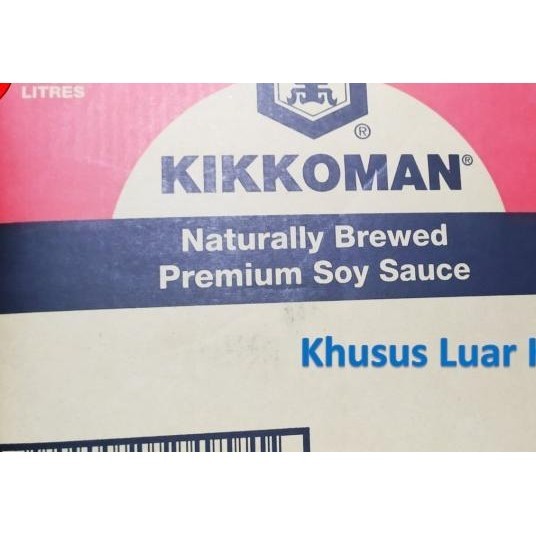 LITRES
®
KIKKOMAN®
Naturally Brewed
Premium Soy Sauce
Khusus Luar